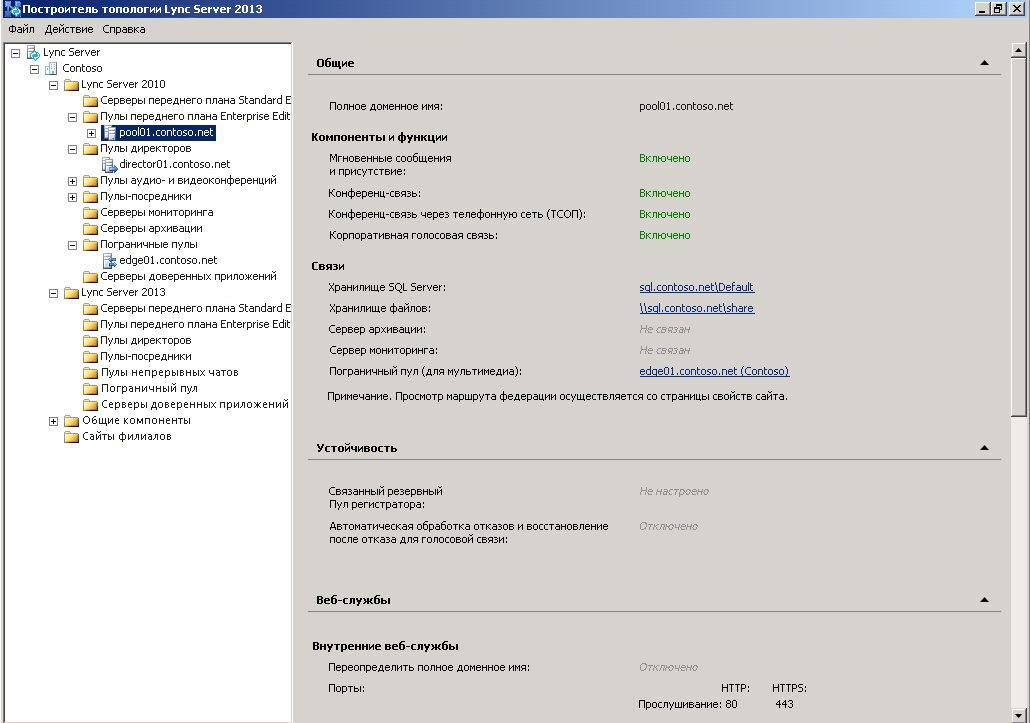 Построитель топологии Lync Server 2013
Файл Действие Справка
Lync Server
Contoso
Lync Server 2010
Серверы переднего плана Standard E
Пулы переднего плана Enterprise Edit
pool01.contoso.net
Пулы директоров
director01.contoso.net
Пулы аудио- и видеоконференций
Пулы-посредники
Серверы мониторинга
Серверы архивации
Пограничные пулы
edge01.contoso.net
Серверы доверенных приложений
Lync Server 2013
Серверы переднего плана Standard E
Пулы переднего плана Enterprise Edit
Пулы директоров
Пулы-посредники
Пулы непрерывных чатов
Пограничный пул
Серверы доверенных приложений
Общие компоненты
Сайты филиалов
Общие
Полное доменное имя: pool01.contoso.net
Компоненты и функции
Мгновенные сообщения
и присутствие: Включено
Конференц-связь: Включено
Конференц-связь через телефонную сеть (ТСОП): Включено
Корпоративная голосовая связь: Включено
Связи
Хранилище SQL Server: sql.contoso.net\Default
Хранилище файлов: \\sql.contoso.net\share
Сервер архивации: Не связан
Сервер мониторинга: Не связан
Пограничный пул (для мультимедиа): edge01.contoso.net (Contoso)
Примечание. Просмотр маршрута федерации осуществляется со страницы свойств сайта.
Устойчивость
Связанный резервный Не настроено
Пул регистратора:
Автоматическая обработка отказов и восстановление Отключено
после отказа для голосовой связи:
Веб-службы
Внутренние веб-службы
Переопределить полное доменное имя: Отключено
Порты: HTTP: HTTPS:
Прослушивание: 80 443